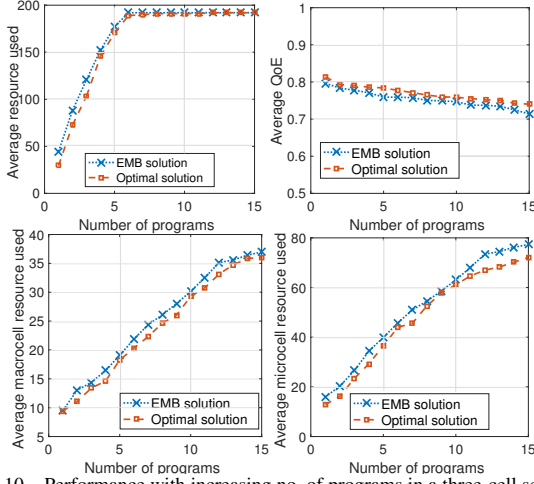 200
150
100
50
0
Average resource used
EMB solution
Optimal solution
0 5 10 15
Number of programs
1
0.9
0.8
0.7
0.6
0.5
Average QoE
EMB solution
Optimal solution
0 5 10 15
Number of programs
40
35
30
25
20
15
10
5
Average macrocell resource used
EMB solution
Optimal solution
0 5 10 15
Number of programs
80
60
40
20
0
Average microcell resource used
EMB solution
Optimal solution
0 5 10 15
Number of programs
10. Performance with increasing no. of programs in a three cell